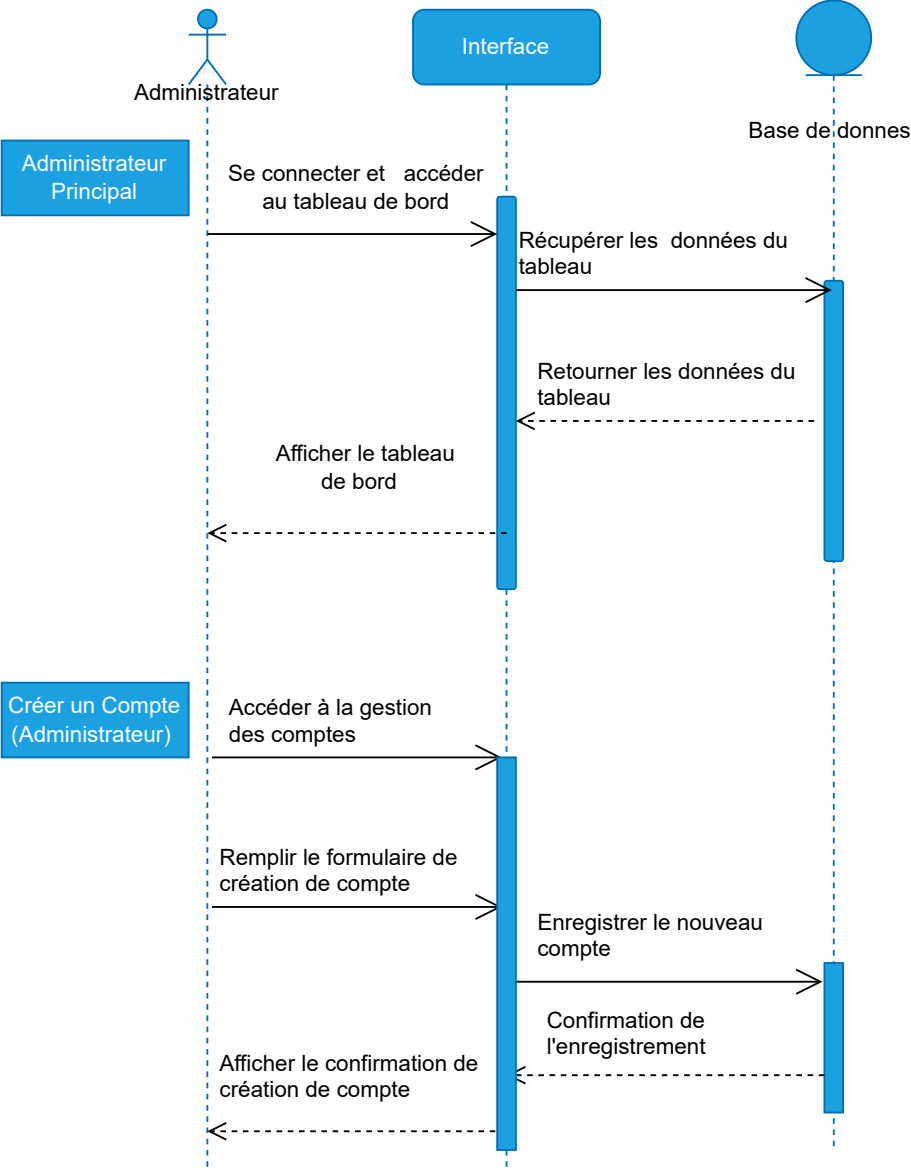 Administrateur
Interface
Base de donnes
Administrateur
Principal
Se connecter et accéder
au tableau de bord
Récupérer les données du
tableau
Retourner les données du
tableau
Afficher le tableau
de bord
Créer un Compte
(Administrateur)
Accéder à la gestion
des comptes
Remplir le formulaire de
création de compte
Enregistrer le nouveau
compte
Confirmation de
l'enregistrement
Afficher le confirmation de
création de compte